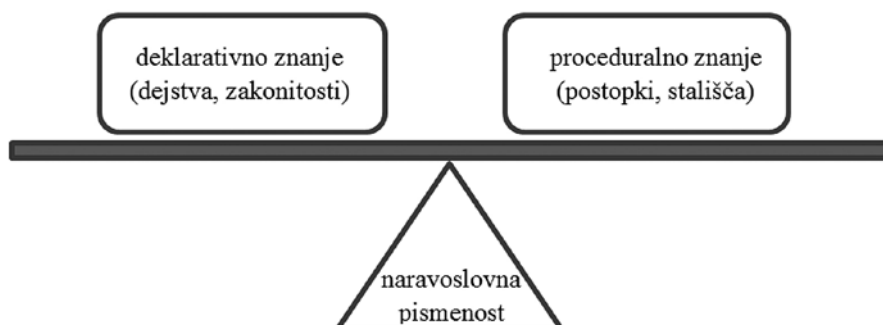 deklarativno znanje
(dejstva, zakonitosti)
proceduralno znanje
(postopki, stališča)
naravoslovna
pismenost